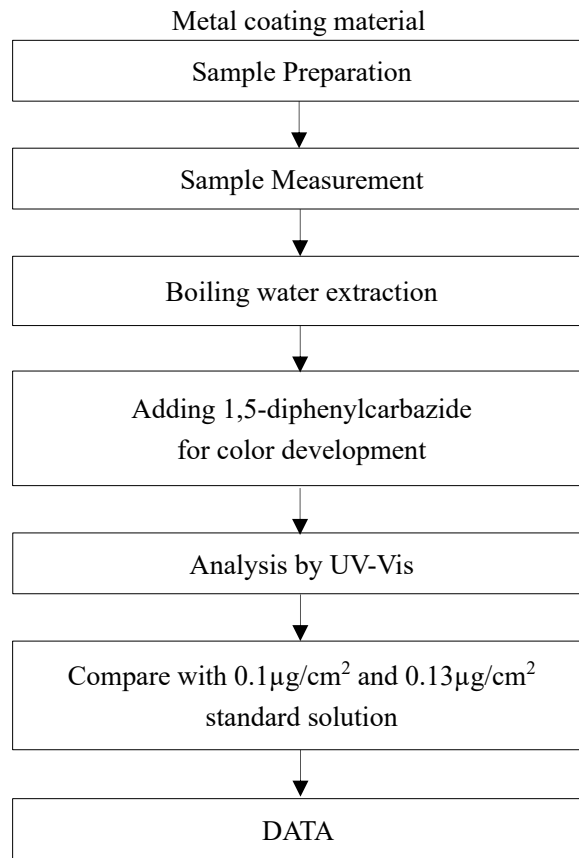 Metal coating material
Sample Preparation
Sample Measurement
Boiling water extraction
Adding 1,5-diphenylcarbazide
for color development
Analysis by UV-Vis
Compare with 0.1µg/cm² and 0.13µg/cm²
standard solution
DATA